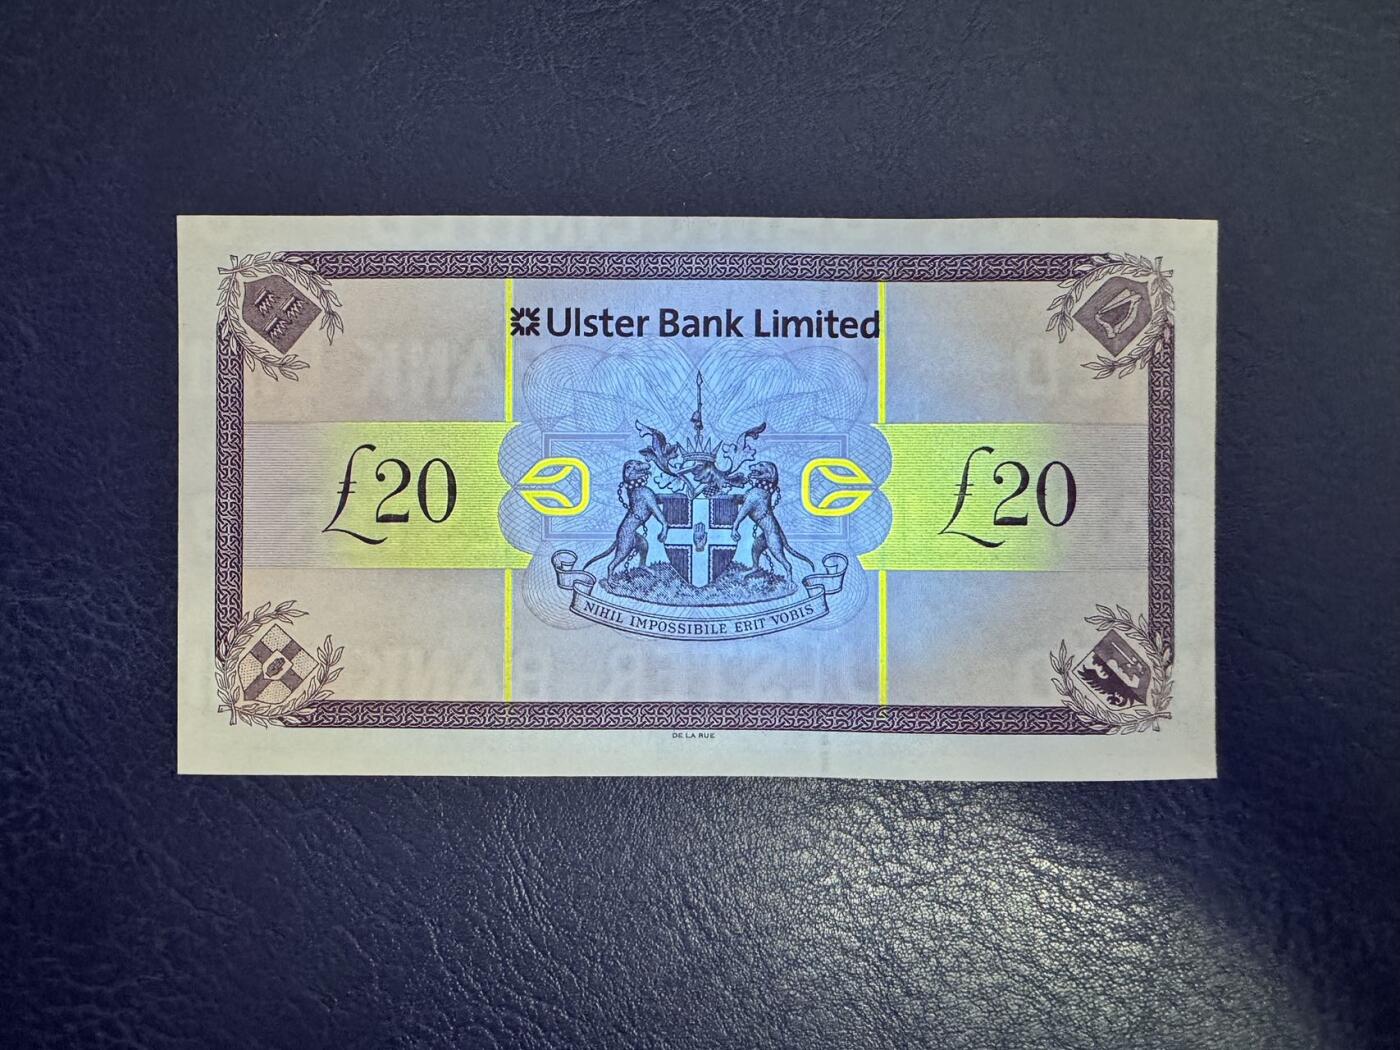 Ulster Bank Limited
£20
£20
NIHIL IMPOSSIBILE ERIT VOBIS
DE LA RUE